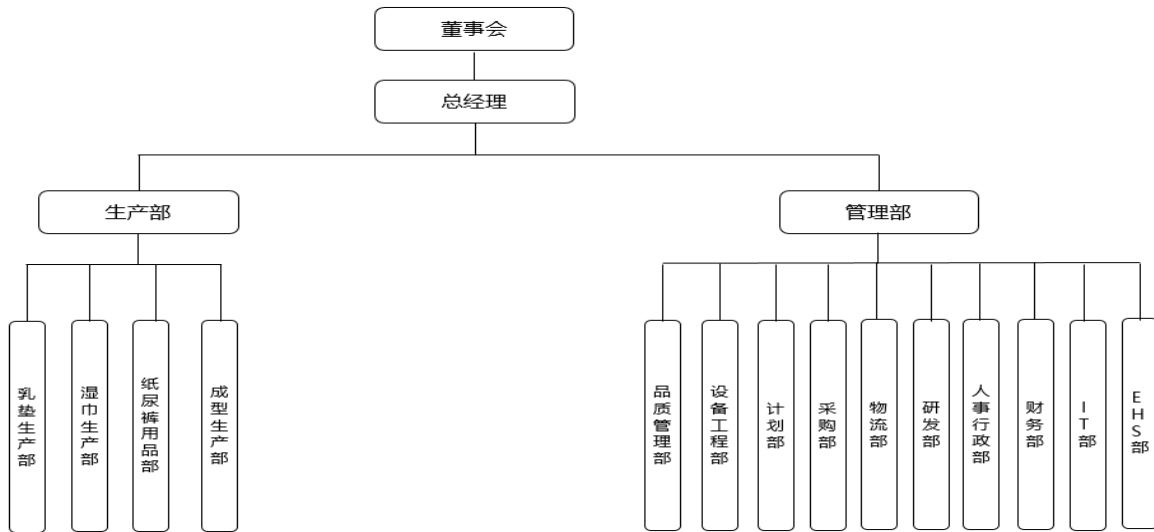 董事会
总经理
生产部
管理部
乳垫生产部
湿巾生产部
纸尿裤用品部
成型生产部
品质管理部
设备工程部
计划部
采购部
物流部
研发部
人事行政部
财务部
IT部
EHS部